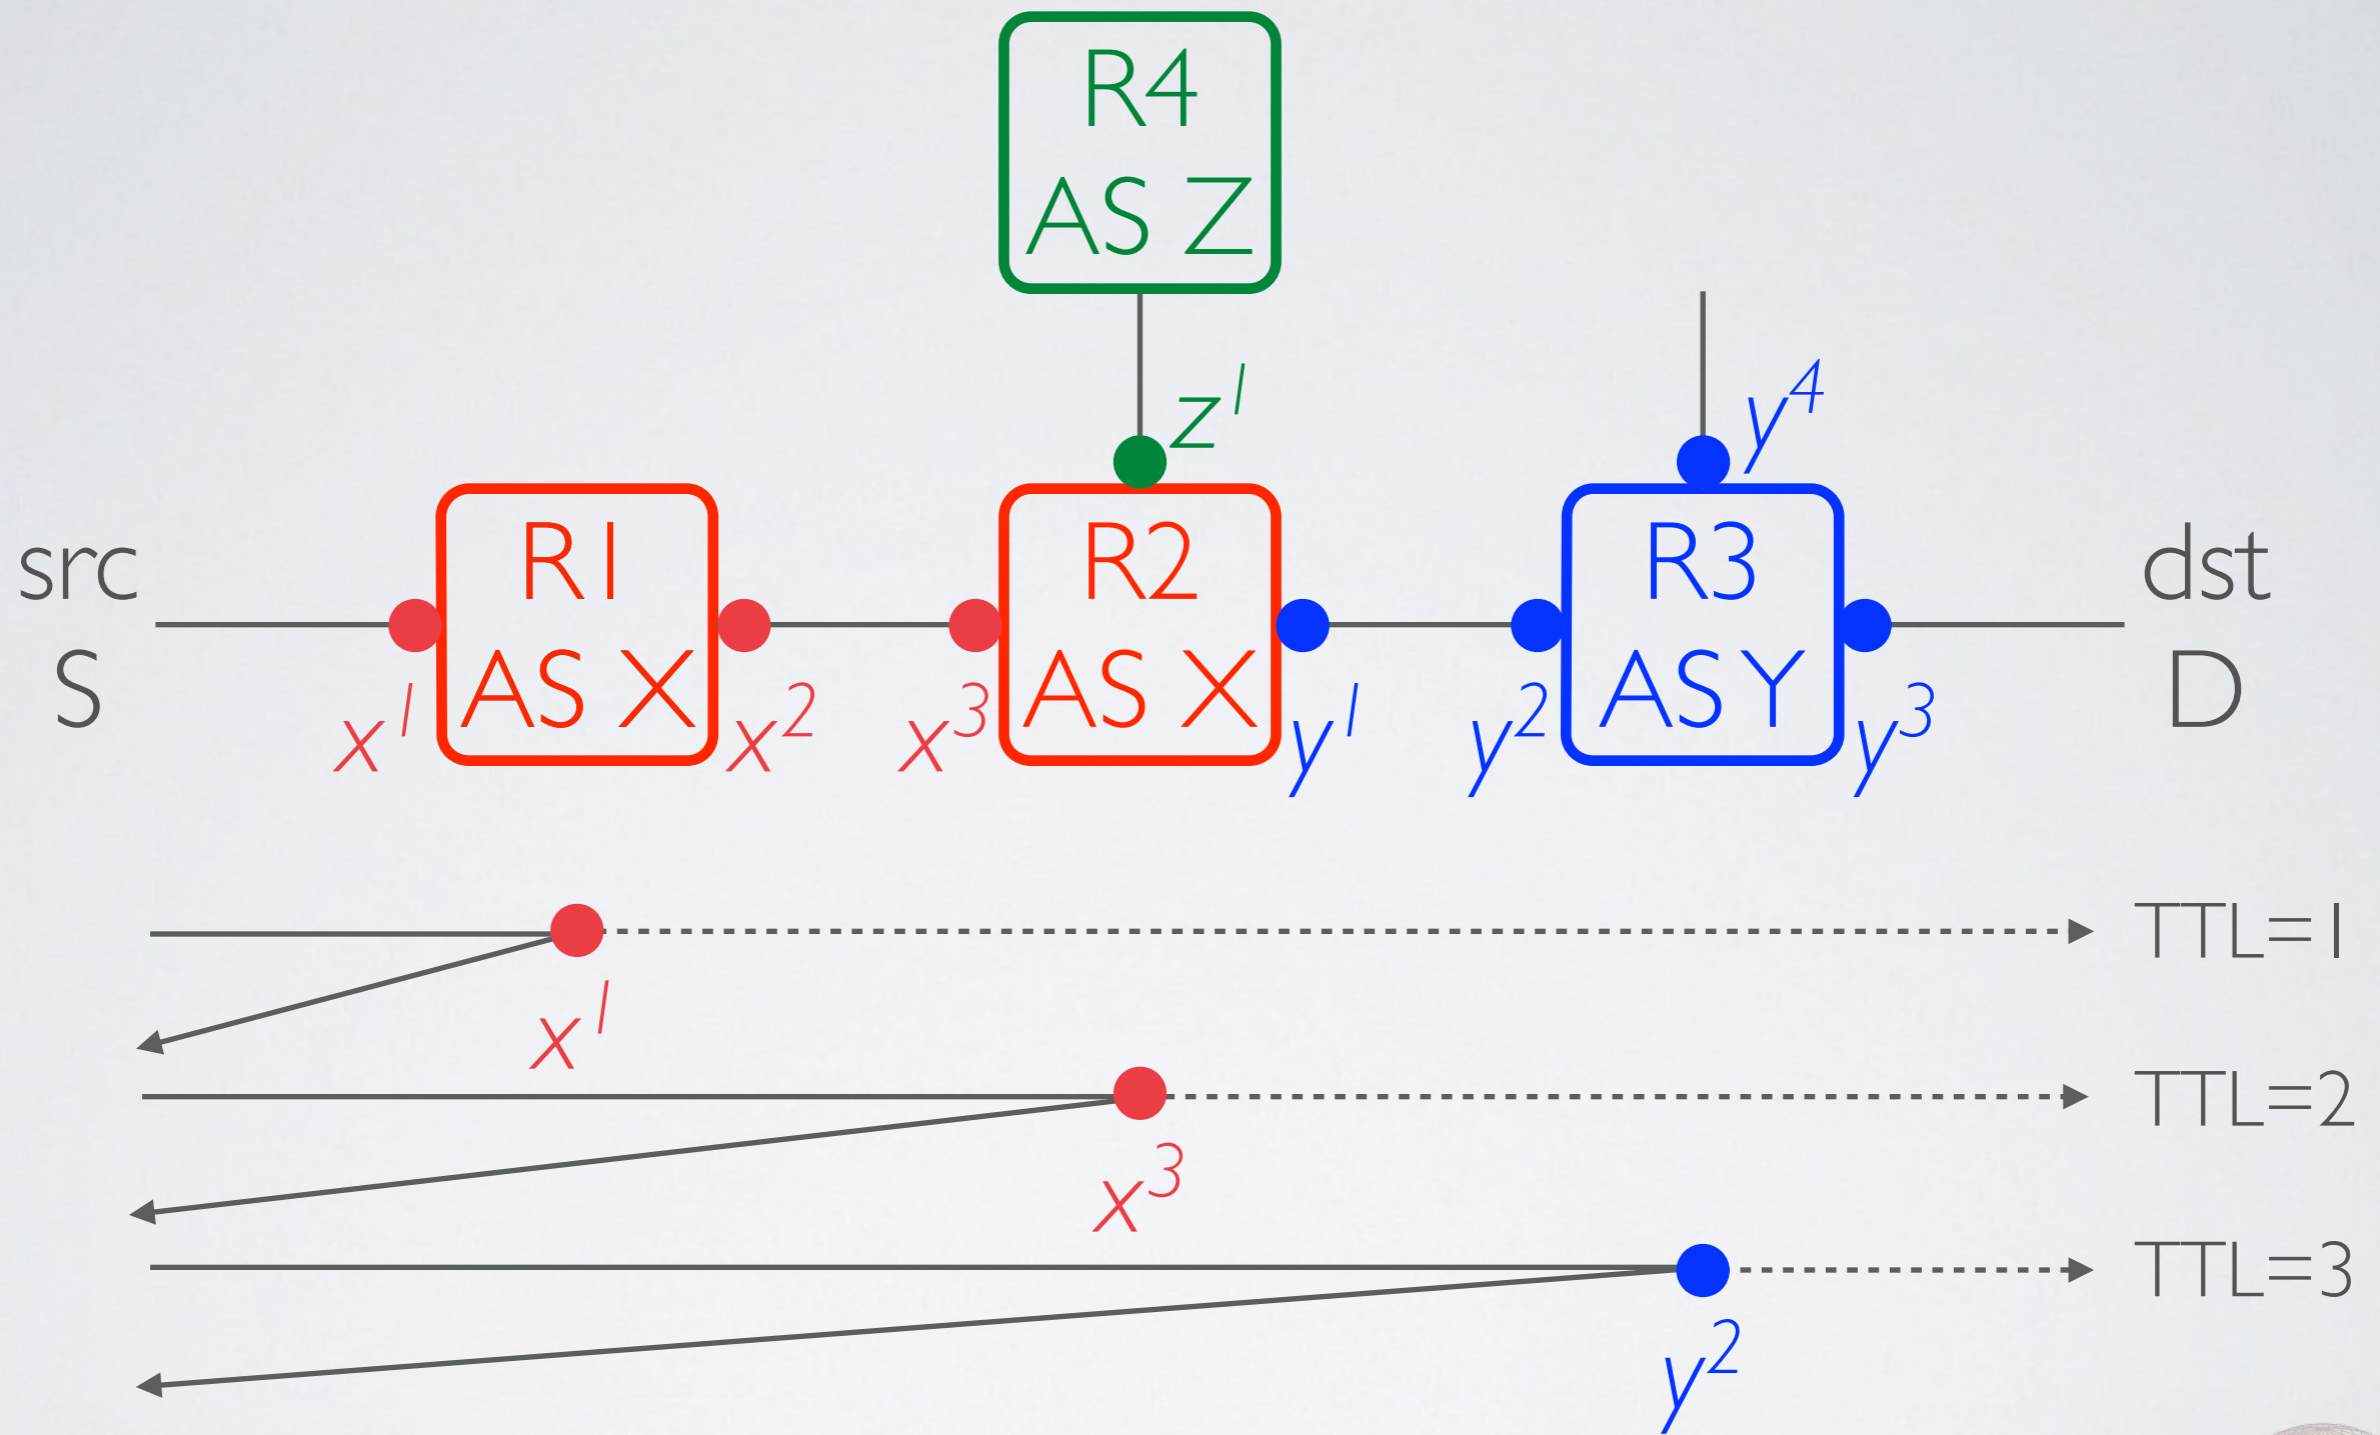 R4
AS Z
z¹
y⁴
src
S
R1
AS X
x¹
x²
R2
AS X
x³
y¹
R3
AS Y
y²
y³
dst
D
TTL=1
x¹
TTL=2
x³
TTL=3
y²